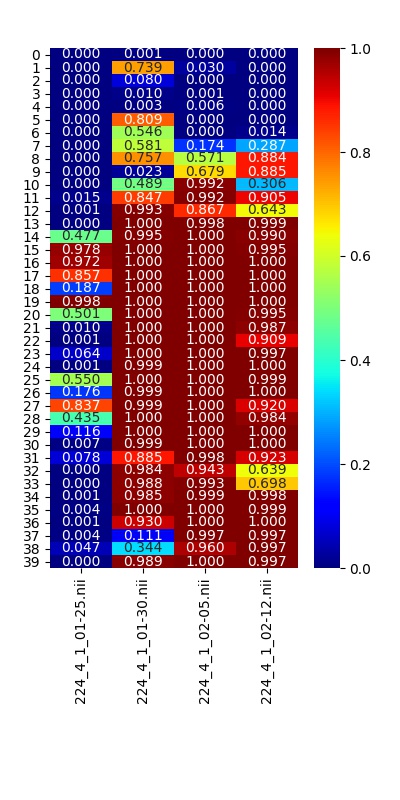 0 0.000 0.001 0.000 0.000 1.0
1 0.000 0.739 0.030 0.000
2 0.000 0.080 0.000 0.000
3 0.000 0.010 0.001 0.000
4 0.000 0.003 0.006 0.000
5 0.000 0.809 0.000 0.000
6 0.000 0.546 0.000 0.014
7 0.000 0.581 0.174 0.287
8 0.000 0.757 0.571 0.884 0.8
9 0.000 0.023 0.679 0.885
10 0.000 0.489 0.992 0.306
11 0.015 0.847 0.992 0.905
12 0.001 0.993 0.867 0.643
13 0.000 1.000 0.998 0.999
14 0.477 0.995 1.000 0.990
15 0.978 1.000 1.000 0.995
16 0.972 1.000 1.000 1.000 0.6
17 0.857 1.000 1.000 1.000
18 0.187 1.000 1.000 1.000
19 0.998 1.000 1.000 1.000
20 0.501 1.000 1.000 0.995
21 0.010 1.000 1.000 0.987
22 0.001 1.000 1.000 0.909
23 0.064 1.000 1.000 0.997
24 0.001 0.999 1.000 0.999 0.4
25 0.550 1.000 1.000 0.999
26 0.176 1.000 1.000 1.000
27 0.837 0.999 1.000 0.920
28 0.435 1.000 1.000 0.984
29 0.116 1.000 1.000 1.000
30 0.007 0.999 1.000 1.000
31 0.078 0.885 0.998 0.923
32 0.000 0.984 0.943 0.639 0.2
33 0.000 0.988 0.993 0.698
34 0.001 0.985 0.999 0.998
35 0.004 1.000 0.999 0.999
36 0.001 0.930 1.000 1.000
37 0.004 0.111 0.997 0.997
38 0.047 0.344 0.960 0.997
39 0.000 0.989 1.000 0.997 0.0
224_4_1_01-25.nii
224_4_1_01-30.nii
224_4_1_02-05.nii
224_4_1_02-12.nii